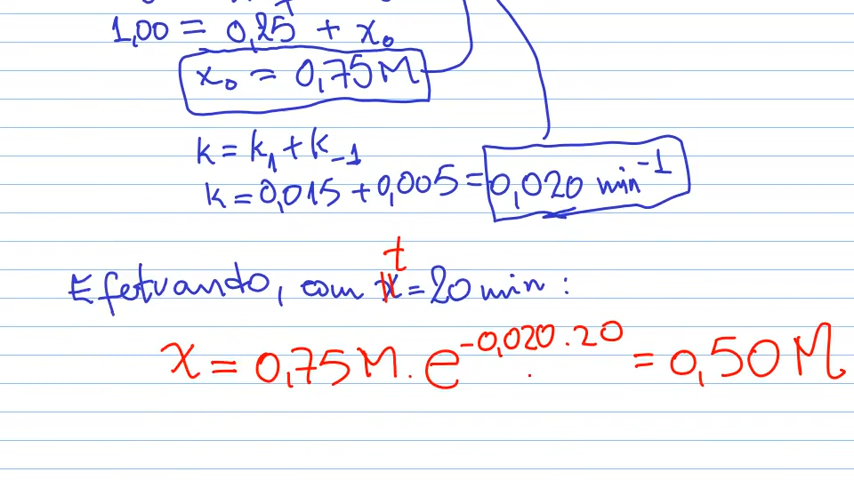 1,00 = 0,25 + x₀
x₀ = 0,75 M
k = k₁ + k₋₁
k = 0,015 + 0,005 = 0,020 min⁻¹
t
Efetuando, com x = 20 min :
x = 0,75 M . e^(-0,020 . 20) = 0,50 M